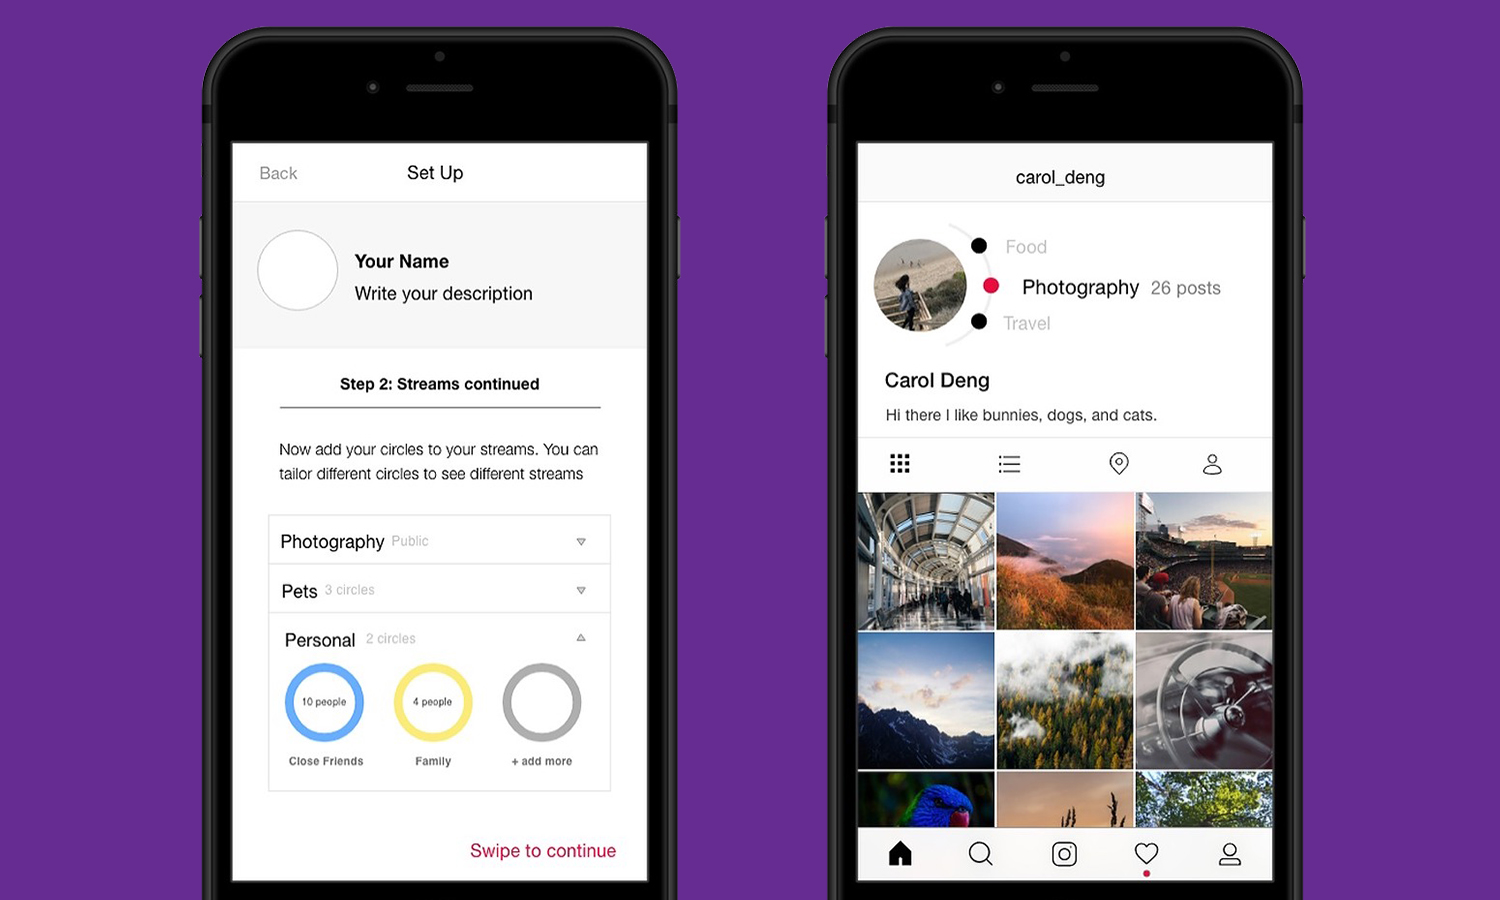 Back
Set Up
Your Name
Write your description
Step 2: Streams continued
Now add your circles to your streams. You can
tailor different circles to see different streams
Photography Public
Pets 3 circles
Personal 2 circles
10 people
4 people
Close Friends
Family
+ add more
Swipe to continue
carol_deng
Food
Photography 26 posts
Travel
Carol Deng
Hi there I like bunnies, dogs, and cats.